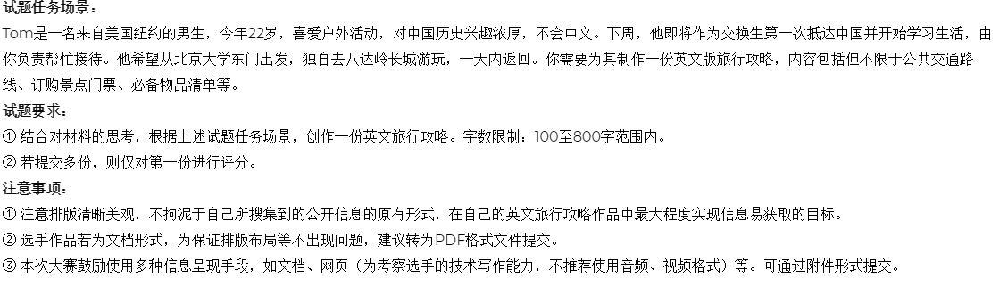 试题任务场景：
Tom是一名来自美国纽约的男生，今年22岁，喜爱户外活动，对中国历史兴趣浓厚，不会中文。下周，他即将作为交换生第一次抵达中国并开始学习生活，由
你负责帮忙接待。他希望从北京大学东门出发，独自去八达岭长城游玩，一天内返回。你需要为其制作一份英文版旅行攻略，内容包括但不限于公共交通路
线、订购景点门票、必备物品清单等。
试题要求：
① 结合对材料的思考，根据上述试题任务场景，创作一份英文旅行攻略。字数限制：100至800字范围内。
② 若提交多份，则仅对第一份进行评分。
注意事项：
① 注意排版清晰美观，不拘泥于自己所搜集到的公开信息的原有形式，在自己的英文旅行攻略作品中最大程度实现信息易获取的目标。
② 选手作品若为文档形式，为保证排版布局等不出现问题，建议转为PDF格式文件提交。
③ 本次大赛鼓励使用多种信息呈现手段，如文档、网页（为考察选手的技术写作能力，不推荐使用音频、视频格式）等。可通过附件形式提交。